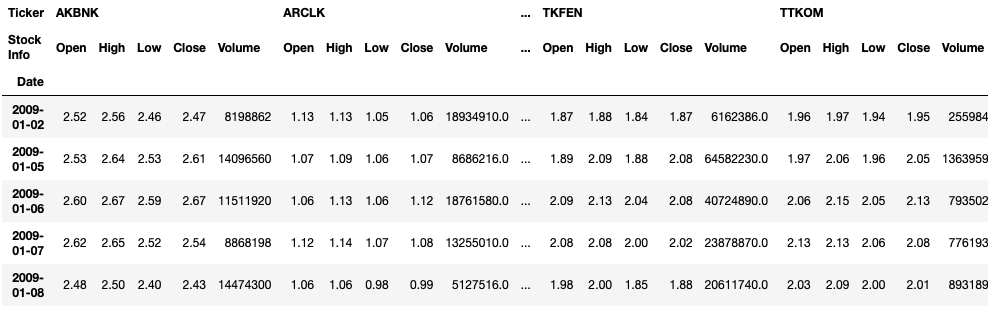 Ticker AKBNK ARCLK ... TKFEN TTKOM
Stock
Info Open High Low Close Volume Open High Low Close Volume ... Open High Low Close Volume Open High Low Close Volume
Date
2009-
01-02 2.52 2.56 2.46 2.47 8198862 1.13 1.13 1.05 1.06 18934910.0 ... 1.87 1.88 1.84 1.87 6162386.0 1.96 1.97 1.94 1.95 255984
2009-
01-05 2.53 2.64 2.53 2.61 14096560 1.07 1.09 1.06 1.07 8686216.0 ... 1.89 2.09 1.88 2.08 64582230.0 1.97 2.06 1.96 2.05 1363959
2009-
01-06 2.60 2.67 2.59 2.67 11511920 1.06 1.13 1.06 1.12 18761580.0 ... 2.09 2.13 2.04 2.08 40724890.0 2.06 2.15 2.05 2.13 793502
2009-
01-07 2.62 2.65 2.52 2.54 8868198 1.12 1.14 1.07 1.08 13255010.0 ... 2.08 2.08 2.00 2.02 23878870.0 2.13 2.13 2.06 2.08 776193
2009-
01-08 2.48 2.50 2.40 2.43 14474300 1.06 1.06 0.98 0.99 5127516.0 ... 1.98 2.00 1.85 1.88 20611740.0 2.03 2.09 2.00 2.01 893189